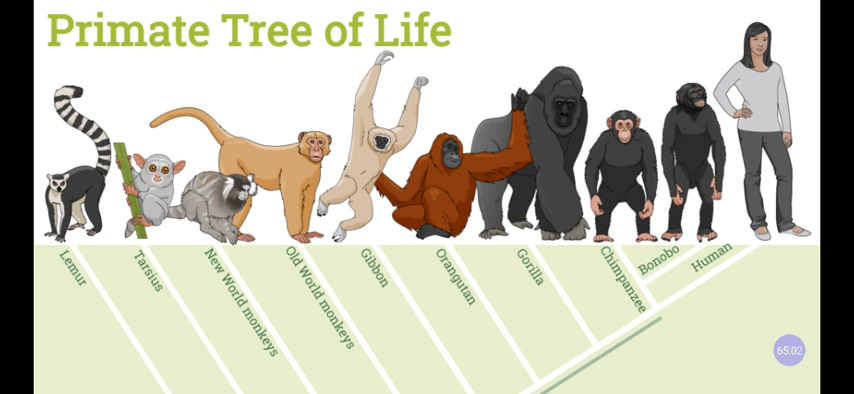 Primate Tree of Life
Lemur
Tarsius
New World monkeys
Old World monkeys
Gibbon
Orangutan
Gorilla
Chimpanzee
Bonobo
Human
65:02